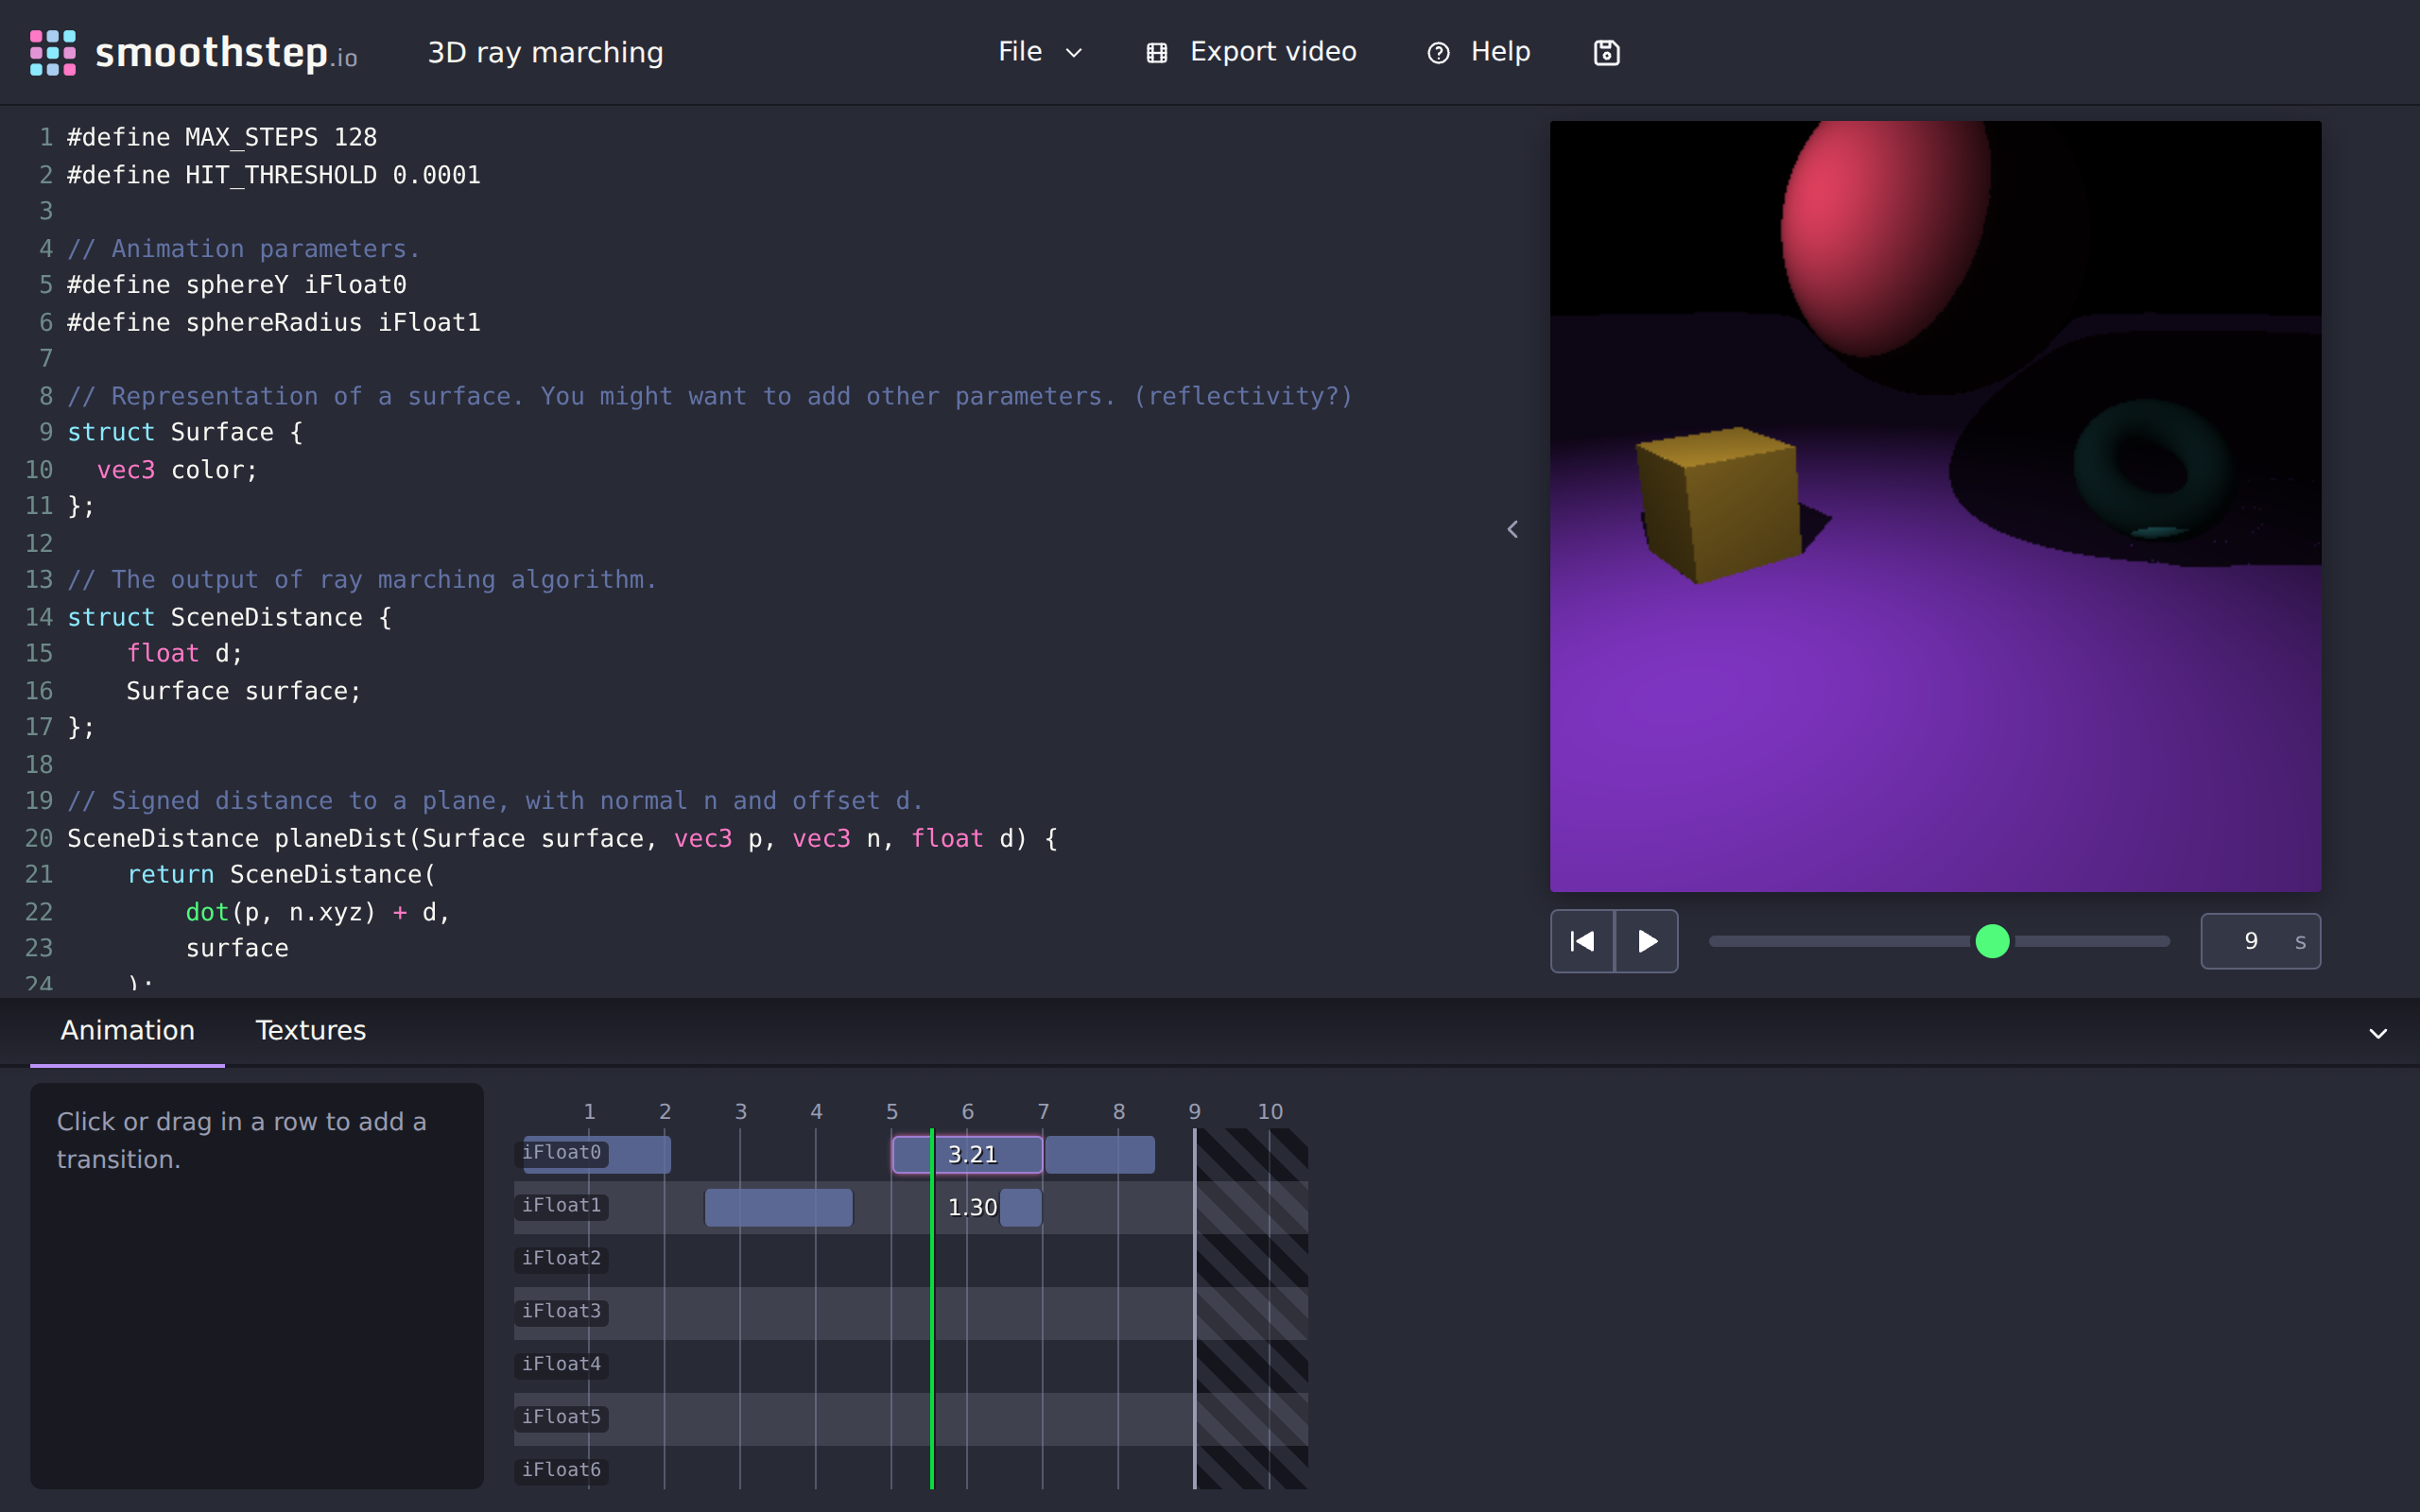 smoothstep.io
3D ray marching
File
Export video
Help
1 #define MAX_STEPS 128
2 #define HIT_THRESHOLD 0.0001
3
4 // Animation parameters.
5 #define sphereY iFloat0
6 #define sphereRadius iFloat1
7
8 // Representation of a surface. You might want to add other parameters. (reflectivity?)
9 struct Surface {
10   vec3 color;
11 };
12
13 // The output of ray marching algorithm.
14 struct SceneDistance {
15     float d;
16     Surface surface;
17 };
18
19 // Signed distance to a plane, with normal n and offset d.
20 SceneDistance planeDist(Surface surface, vec3 p, vec3 n, float d) {
21     return SceneDistance(
22         dot(p, n.xyz) + d,
23         surface
24     );
9 s
Animation
Textures
Click or drag in a row to add a
transition.
1 2 3 4 5 6 7 8 9 10
iFloat0 3.21
iFloat1 1.30
iFloat2
iFloat3
iFloat4
iFloat5
iFloat6